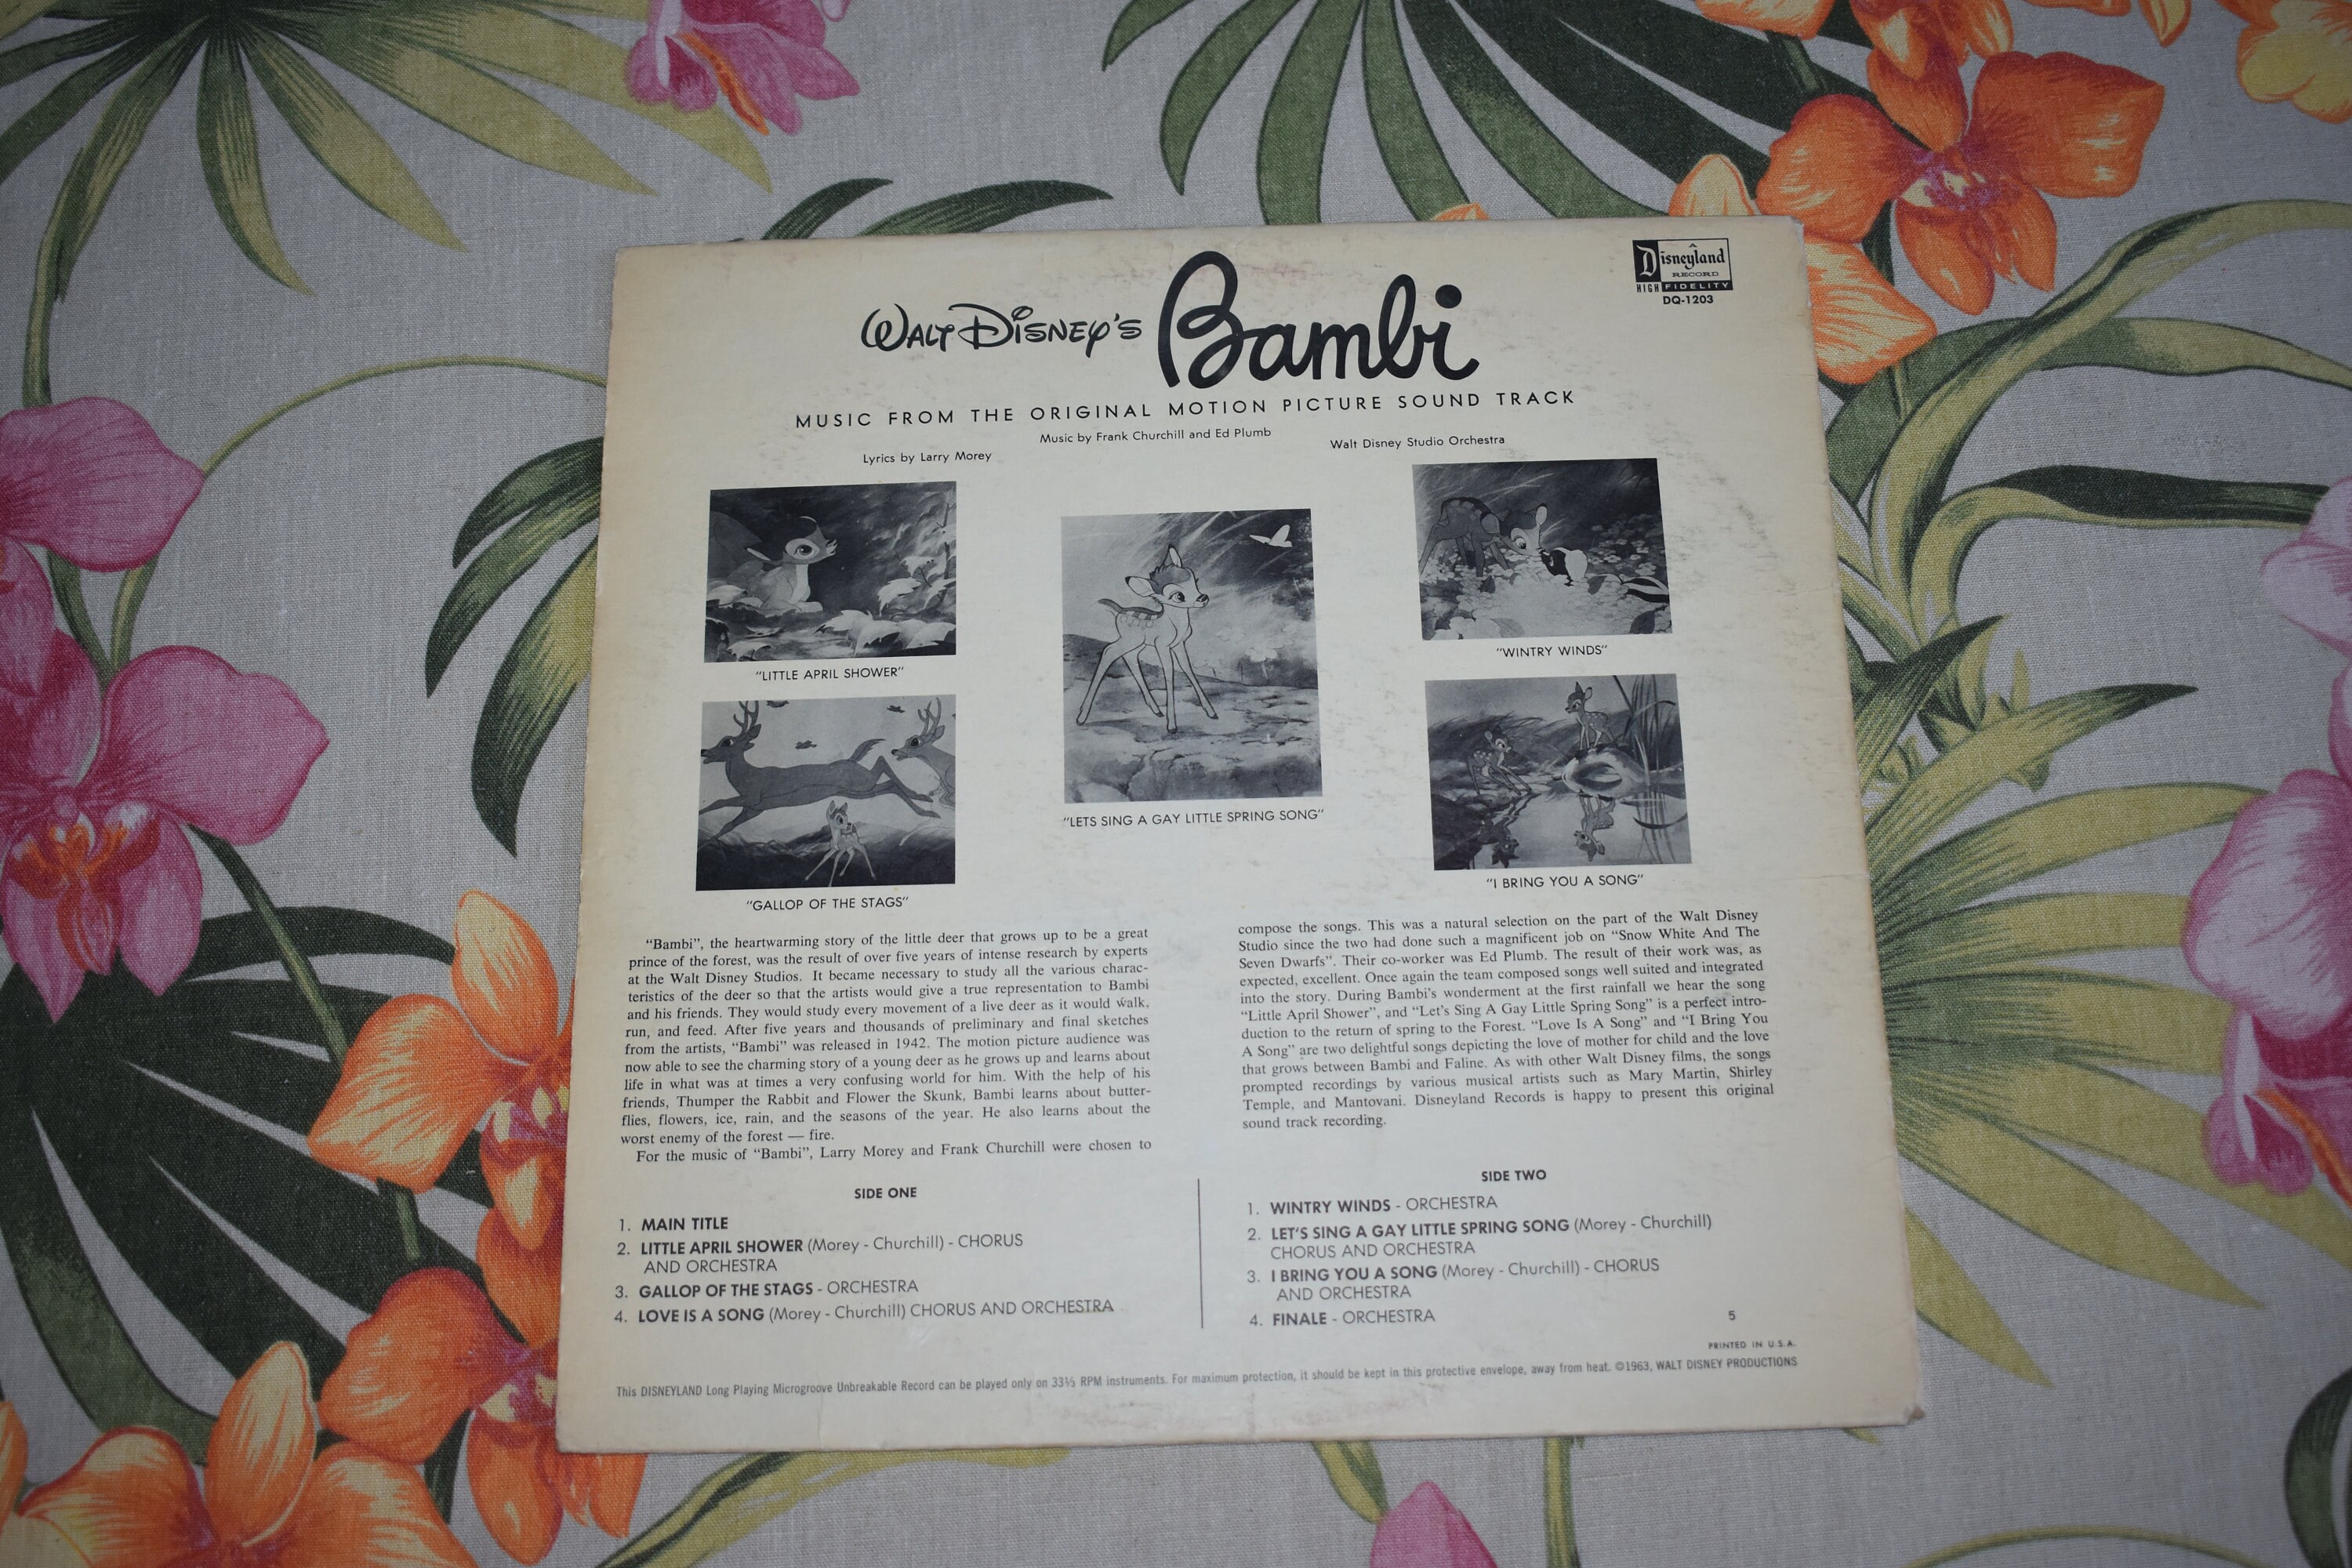 Disneyland
RECORD
HIGH FIDELITY
DQ-1203
WALT DISNEY'S Bambi
MUSIC FROM THE ORIGINAL MOTION PICTURE SOUND TRACK
Music by Frank Churchill and Ed Plumb
Walt Disney Studio Orchestra
Lyrics by Larry Morey
"LITTLE APRIL SHOWER"
"WINTRY WINDS"
"LETS SING A GAY LITTLE SPRING SONG"
"GALLOP OF THE STAGS"
"I BRING YOU A SONG"
"Bambi", the heartwarming story of the little deer that grows up to be a great
prince of the forest, was the result of over five years of intense research by experts
at the Walt Disney Studios. It became necessary to study all the various charac-
teristics of the deer so that the artists would give a true representation to Bambi
and his friends. They would study every movement of a live deer as it would walk,
run, and feed. After five years and thousands of preliminary and final sketches
from the artists, "Bambi" was released in 1942. The motion picture audience was
now able to see the charming story of a young deer as he grows up and learns about
life in what was at times a very confusing world for him. With the help of his
friends, Thumper the Rabbit and Flower the Skunk, Bambi learns about butter-
flies, flowers, ice, rain, and the seasons of the year. He also learns about the
worst enemy of the forest — fire.
For the music of "Bambi", Larry Morey and Frank Churchill were chosen to
compose the songs. This was a natural selection on the part of the Walt Disney
Studio since the two had done such a magnificent job on "Snow White And The
Seven Dwarfs". Their co-worker was Ed Plumb. The result of their work was, as
expected, excellent. Once again the team composed songs well suited and integrated
into the story. During Bambi's wonderment at the first rainfall we hear the song
"Little April Shower", and "Let's Sing A Gay Little Spring Song" is a perfect intro-
duction to the return of spring to the Forest. "Love Is A Song" and "I Bring You
A Song" are two delightful songs depicting the love of mother for child and the love
that grows between Bambi and Faline. As with other Walt Disney films, the songs
prompted recordings by various musical artists such as Mary Martin, Shirley
Temple, and Mantovani. Disneyland Records is happy to present this original
sound track recording.
SIDE ONE
1. MAIN TITLE
2. LITTLE APRIL SHOWER (Morey - Churchill) - CHORUS
AND ORCHESTRA
3. GALLOP OF THE STAGS - ORCHESTRA
4. LOVE IS A SONG (Morey - Churchill) CHORUS AND ORCHESTRA
SIDE TWO
1. WINTRY WINDS - ORCHESTRA
2. LET'S SING A GAY LITTLE SPRING SONG (Morey - Churchill)
CHORUS AND ORCHESTRA
3. I BRING YOU A SONG (Morey - Churchill) - CHORUS
AND ORCHESTRA
4. FINALE - ORCHESTRA
5
PRINTED IN U.S.A.
This DISNEYLAND Long Playing Microgroove Unbreakable Record can be played only on 33⅓ RPM instruments. For maximum protection, it should be kept in this protective envelope, away from heat. ©1963, WALT DISNEY PRODUCTIONS